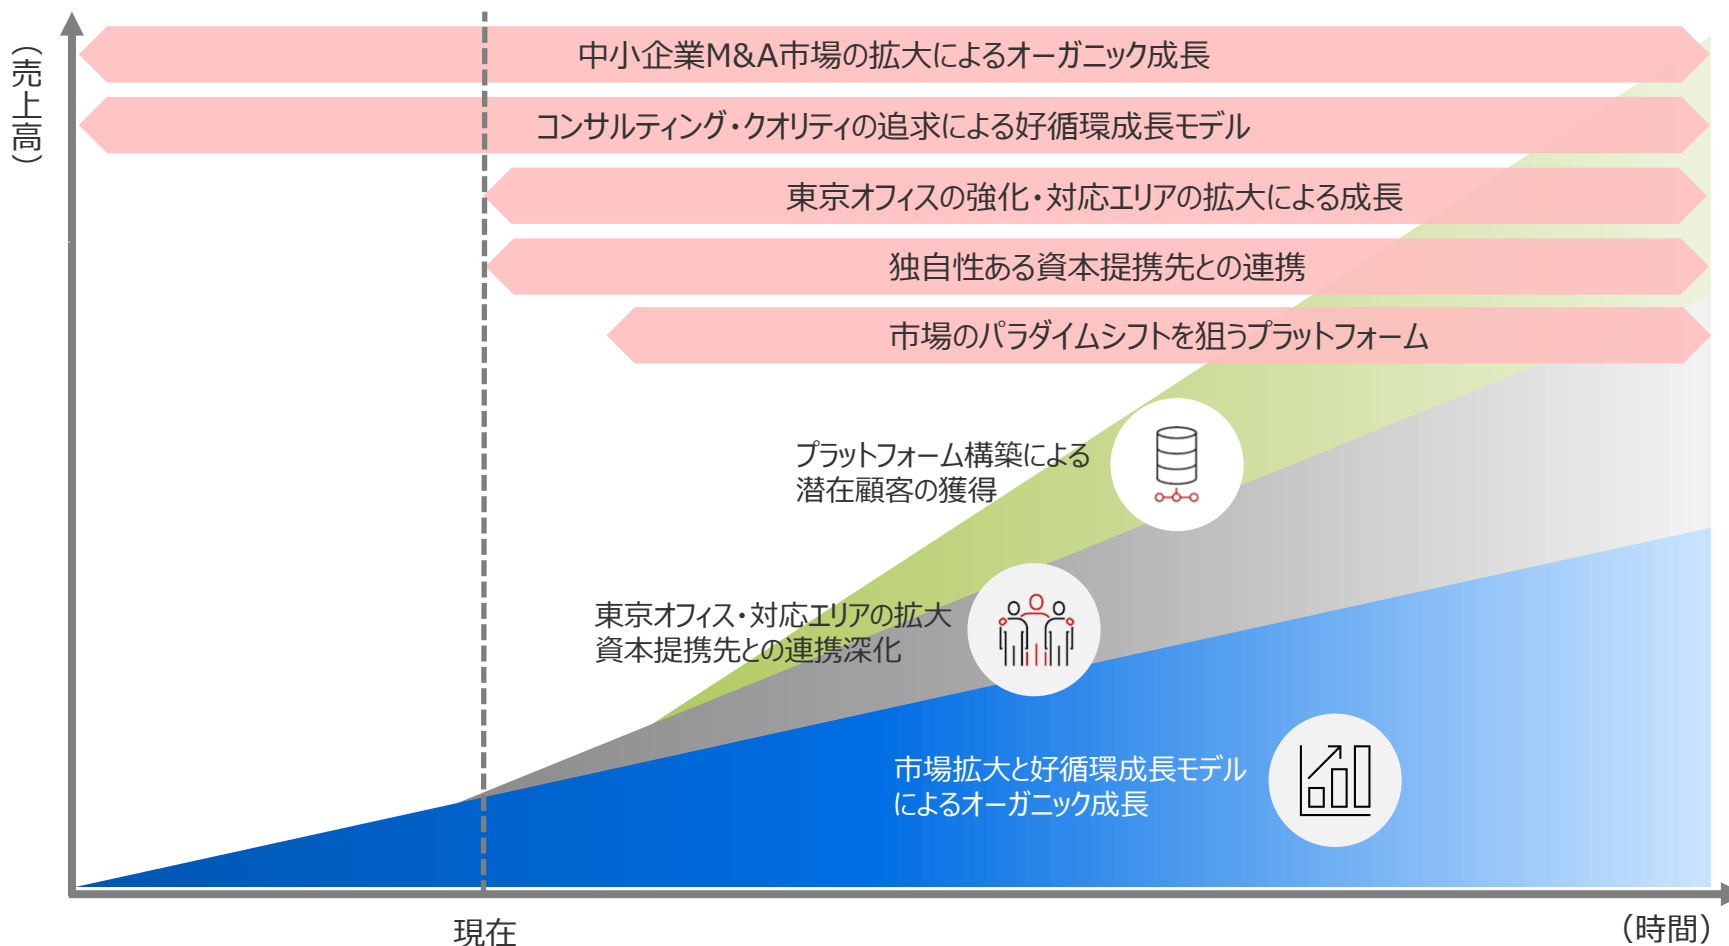 （売上高）
中小企業M&A市場の拡大によるオーガニック成長
コンサルティング・クオリティの追求による好循環成長モデル
東京オフィスの強化・対応エリアの拡大による成長
独自性ある資本提携先との連携
市場のパラダイムシフトを狙うプラットフォーム
プラットフォーム構築による
潜在顧客の獲得
東京オフィス・対応エリアの拡大
資本提携先との連携深化
市場拡大と好循環成長モデル
によるオーガニック成長
現在
（時間）